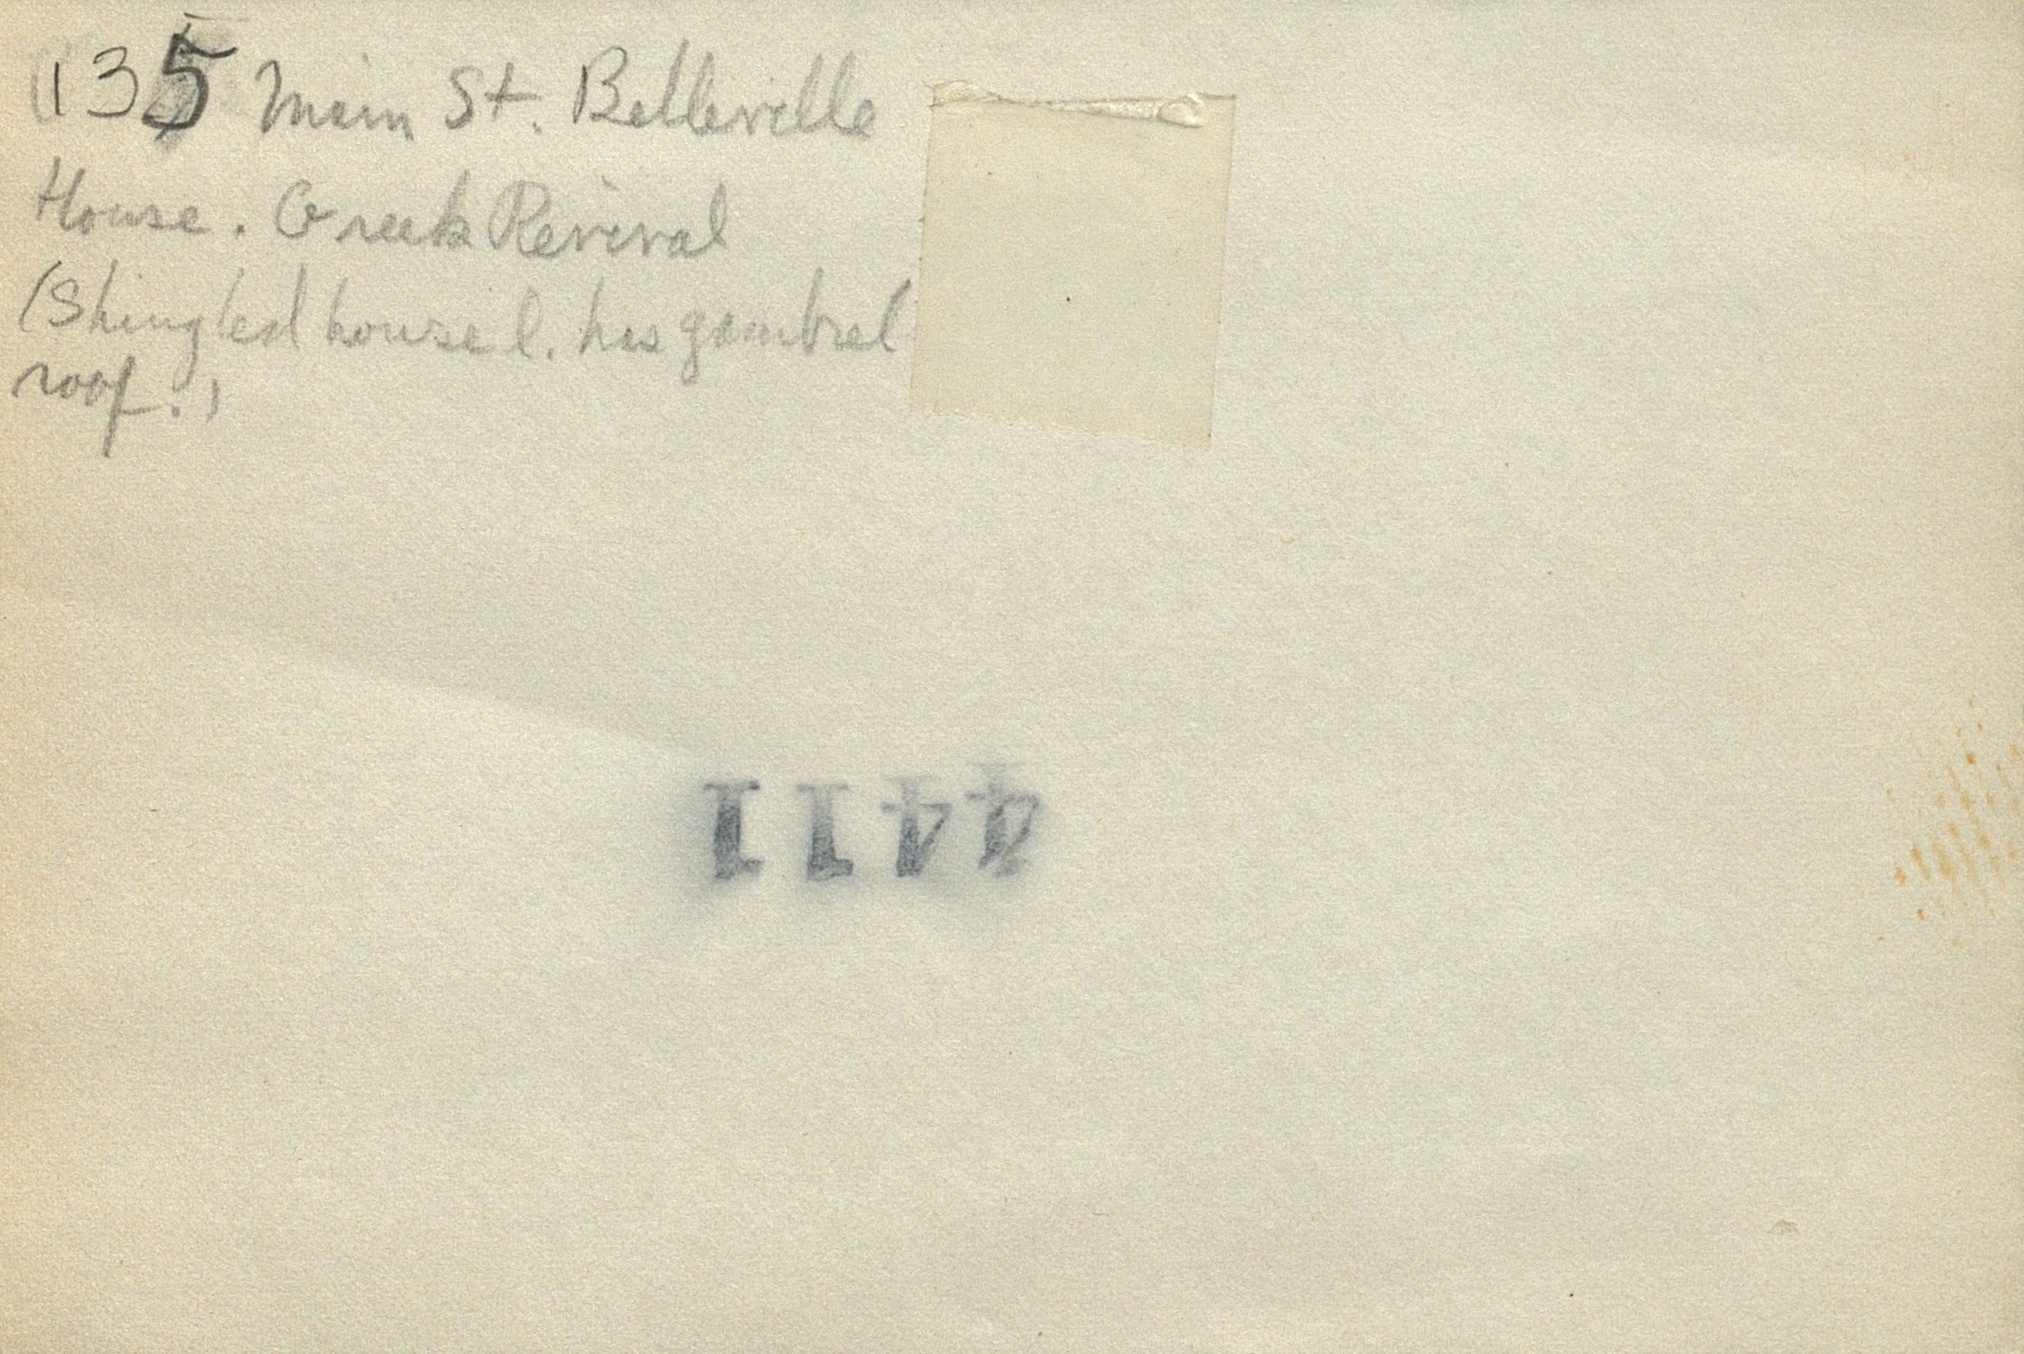 135 Main St. Belleville
House. Greek Revival
(Shingled house l. has gambrel
roof.)
4411